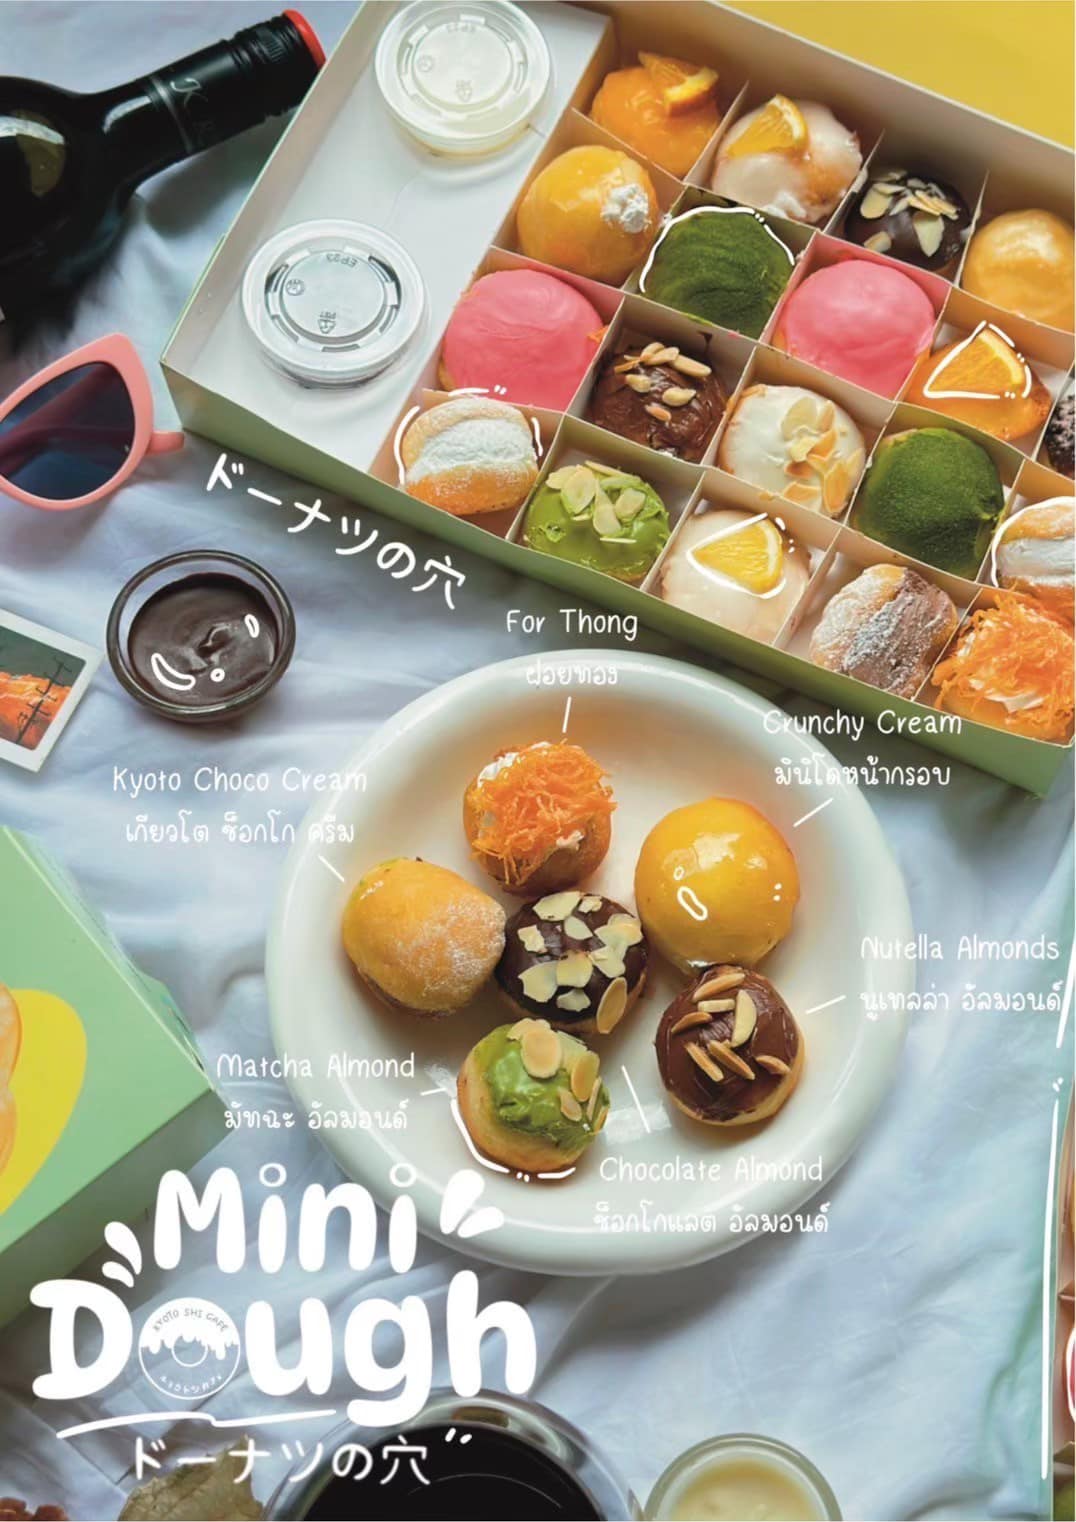 ドーナツの穴
For Thong
ฝอยทอง
Crunchy Cream
มินิโดหน้ากรอบ
Kyoto Choco Cream
เกียวโต ช็อกโก ครีม
Nutella Almonds
นูเทลล่า อัลมอนด์
Matcha Almond
มัทฉะ อัลมอนด์
Chocolate Almond
ช็อกโกแลต อัลมอนด์
Mini
Dough
KYOTO SHI CAFE
ドーナツの穴